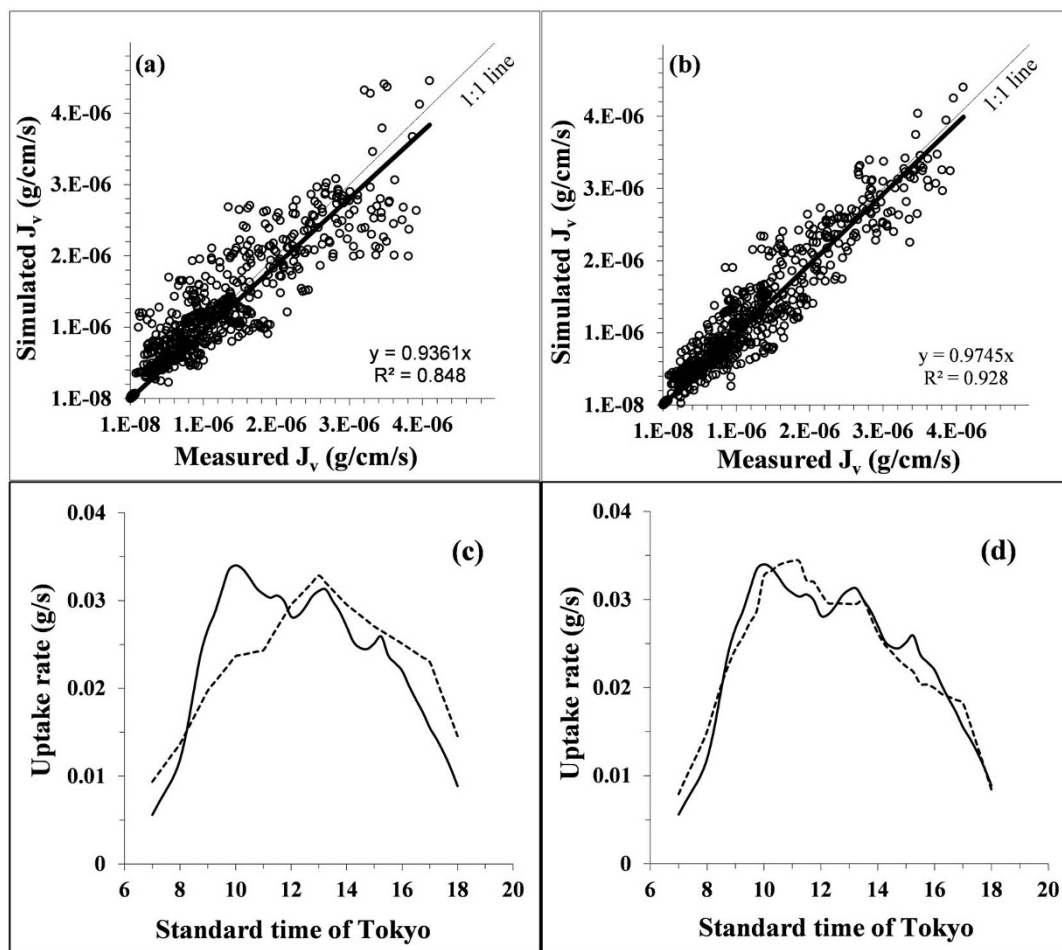 (a)
1:1 line
4.E-06
3.E-06
2.E-06
1.E-06
1.E-08
Simulated Jv (g/cm/s)
y = 0.9361x
R² = 0.848
1.E-08 1.E-06 2.E-06 3.E-06 4.E-06
Measured Jv (g/cm/s)
(b)
1:1 line
4.E-06
3.E-06
2.E-06
1.E-06
1.E-08
Simulated Jv (g/cm/s)
y = 0.9745x
R² = 0.928
1.E-08 1.E-06 2.E-06 3.E-06 4.E-06
Measured Jv (g/cm/s)
(c)
0.04
0.03
0.02
0.01
0
Uptake rate (g/s)
6 8 10 12 14 16 18 20
Standard time of Tokyo
(d)
0.04
0.03
0.02
0.01
0
Uptake rate (g/s)
6 8 10 12 14 16 18 20
Standard time of Tokyo